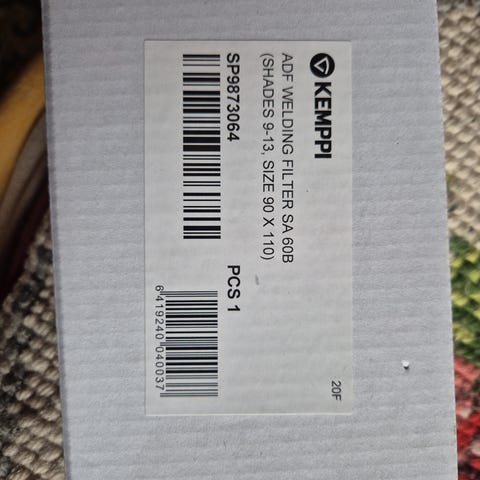 KEMPPI
ADF WELDING FILTER SA 60B
(SHADES 9-13, SIZE 90 X 110)
SP9873064
PCS 1
6 419240 040037
20F